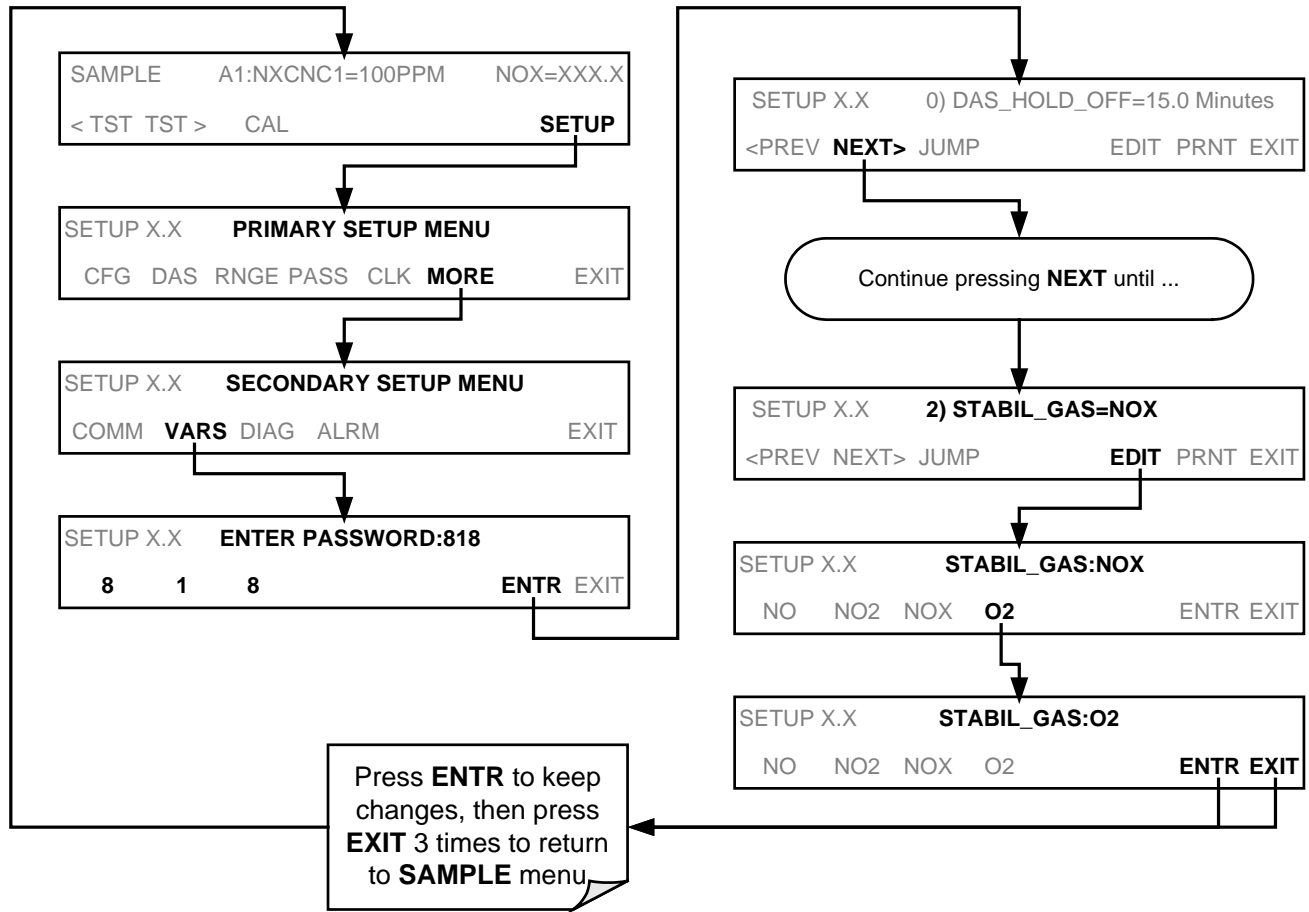 SAMPLE A1:NXCNC1=100PPM NOX=XXX.X
< TST TST > CAL SETUP
SETUP X.X PRIMARY SETUP MENU
CFG DAS RNGE PASS CLK MORE EXIT
SETUP X.X SECONDARY SETUP MENU
COMM VARS DIAG ALRM EXIT
SETUP X.X ENTER PASSWORD:818
8 1 8 ENTR EXIT
SETUP X.X 0) DAS_HOLD_OFF=15.0 Minutes
<PREV NEXT> JUMP EDIT PRNT EXIT
Continue pressing NEXT until ...
SETUP X.X 2) STABIL_GAS=NOX
<PREV NEXT> JUMP EDIT PRNT EXIT
SETUP X.X STABIL_GAS:NOX
NO NO2 NOX O2 ENTR EXIT
SETUP X.X STABIL_GAS:O2
NO NO2 NOX O2 ENTR EXIT
Press ENTR to keep
changes, then press
EXIT 3 times to return
to SAMPLE menu